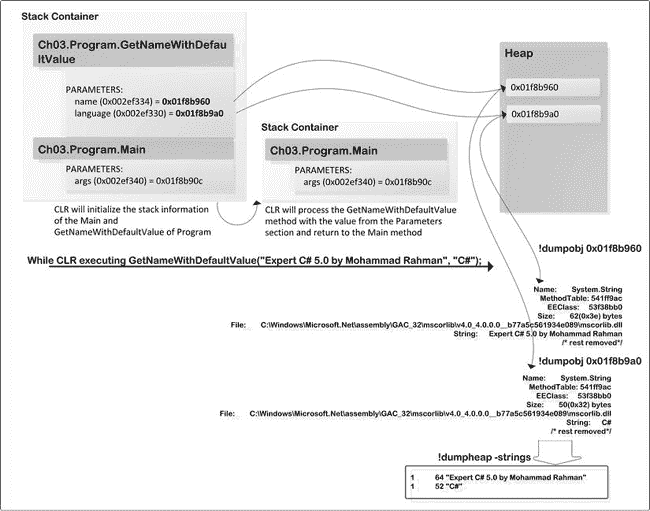 Stack Container
Ch03.Program.GetNameWithDefau
ltValue
PARAMETERS:
name (0x002ef334) = 0x01f8b960
language (0x002ef330) = 0x01f8b9a0
Ch03.Program.Main
PARAMETERS:
args (0x002ef340) = 0x01f8b90c
Stack Container
Ch03.Program.Main
PARAMETERS:
args (0x002ef340) = 0x01f8b90c
Heap
0x01f8b960
0x01f8b9a0
CLR will initialize the stack information
of the Main and
GetNameWithDefaultValue of Program
CLR will process the GetNameWithDefaultValue
method with the value from the Parameters
section and return to the Main method
While CLR executing GetNameWithDefaultValue("Expert C# 5.0 by Mohammad Rahman", "C#");
!dumpobj 0x01f8b960
Name: System.String
MethodTable: 541ff9ac
EEClass: 53f38bb0
Size: 62(0x3e) bytes
File: C:\Windows\Microsoft.Net\assembly\GAC_32\mscorlib\v4.0_4.0.0.0__b77a5c561934e089\mscorlib.dll
String: Expert C# 5.0 by Mohammad Rahman
/* rest removed*/
!dumpobj 0x01f8b9a0
Name: System.String
MethodTable: 541ff9ac
EEClass: 53f38bb0
Size: 50(0x32) bytes
File: C:\Windows\Microsoft.Net\assembly\GAC_32\mscorlib\v4.0_4.0.0.0__b77a5c561934e089\mscorlib.dll
String: C#
/* rest removed*/
!dumpheap -strings
1 64 "Expert C# 5.0 by Mohammad Rahman"
1 52 "C#"